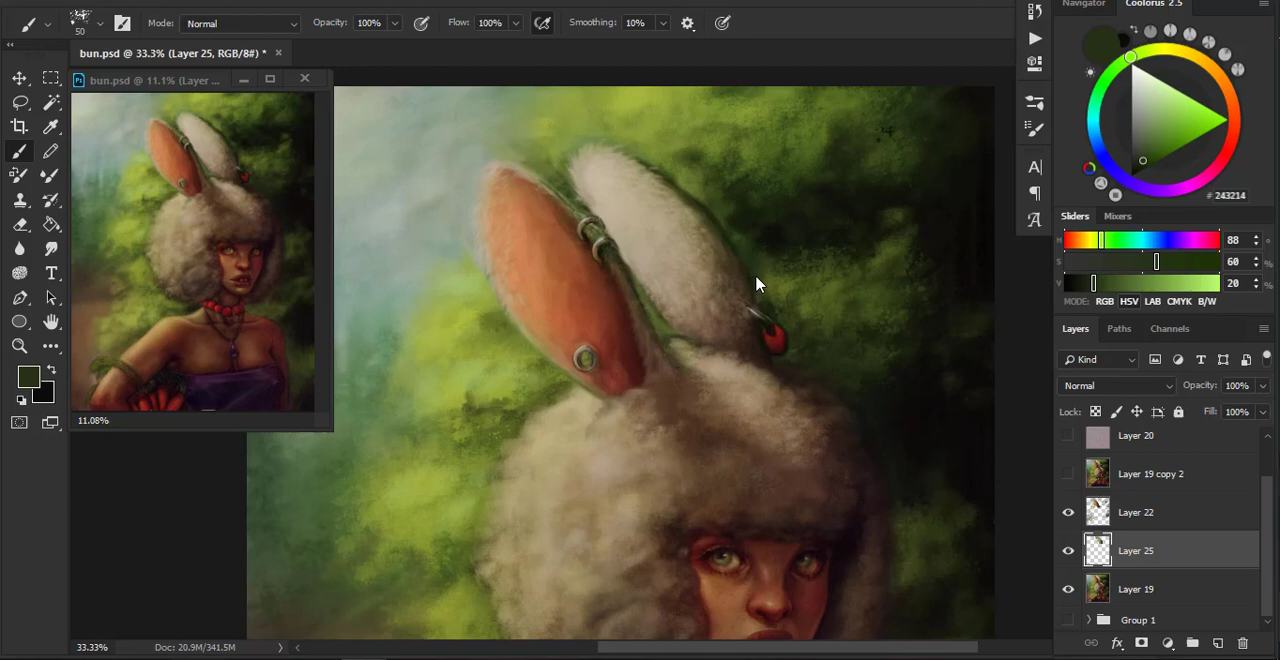 50
Mode: Normal
Opacity: 100%
Flow: 100%
Smoothing: 10%
Navigator
Coolorus 2.5
bun.psd @ 33.3% (Layer 25, RGB/8#) *
Ps bun.psd @ 11.1% (Layer ...
11.08%
# 243214
Sliders
Mixers
H 88 °
S 60 %
V 20 %
MODE: RGB HSV LAB CMYK B/W
Layers
Paths
Channels
Kind
Normal
Opacity: 100%
Lock:
Fill: 100%
Layer 20
Layer 19 copy 2
Layer 22
Layer 25
Layer 19
Group 1
33.33%
Doc: 20.9M/341.5M